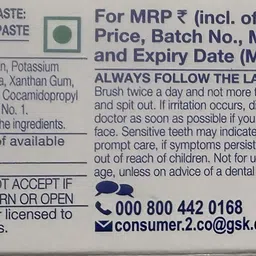 ASTE:
PASTE
n, Potassium
a, Xanthan Gum,
Cocamidopropyl
No. 1.
he ingredients.
of available
OT ACCEPT IF
RN OR OPEN
r licensed to
s.
For MRP ₹ (incl. of
Price, Batch No., M
and Expiry Date (M
ALWAYS FOLLOW THE LA
Brush twice a day and not more t
and spit out. If irritation occurs, di
doctor as soon as possible if you
face. Sensitive teeth may indicate
prompt care, if symptoms persist
out of reach of children. Not for u
age, unless on advice of a dental
000 800 442 0168
consumer.2.co@gsk.c